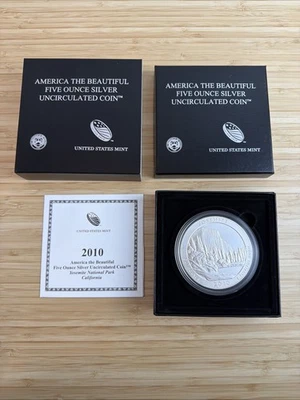 AMERICA THE BEAUTIFUL
FIVE OUNCE SILVER
UNCIRCULATED COIN™
UNITED STATES MINT
AMERICA THE BEAUTIFUL
FIVE OUNCE SILVER
UNCIRCULATED COIN™
UNITED STATES MINT
UNITED STATES MINT
2010
America the Beautiful
Five Ounce Silver Uncirculated Coin™
Yosemite National Park
California